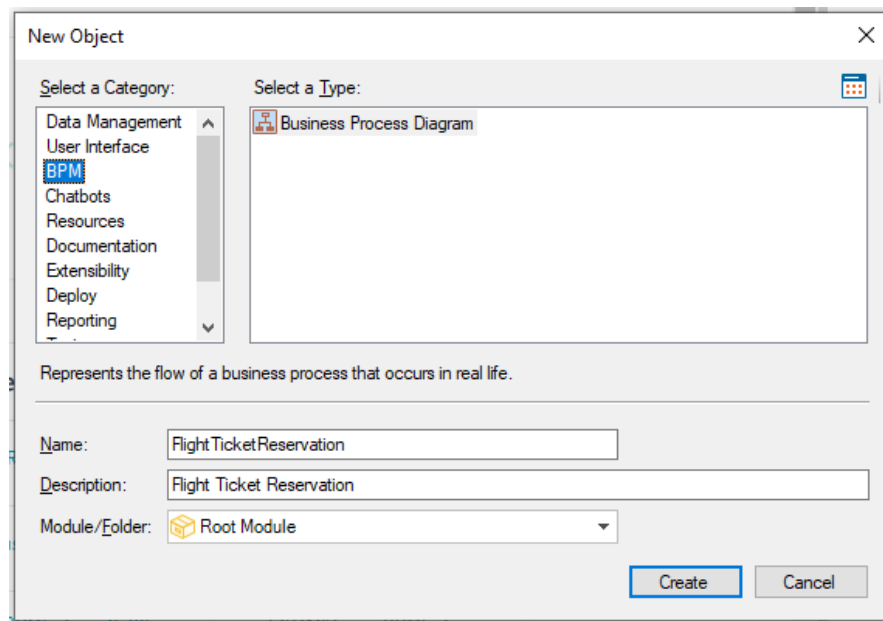 New Object
Select a Category:
Select a Type:
Data Management
User Interface
BPM
Chatbots
Resources
Documentation
Extensibility
Deploy
Reporting
Business Process Diagram
Represents the flow of a business process that occurs in real life.
Name:
FlightTicketReservation
Description:
Flight Ticket Reservation
Module/Folder:
Root Module
Create
Cancel